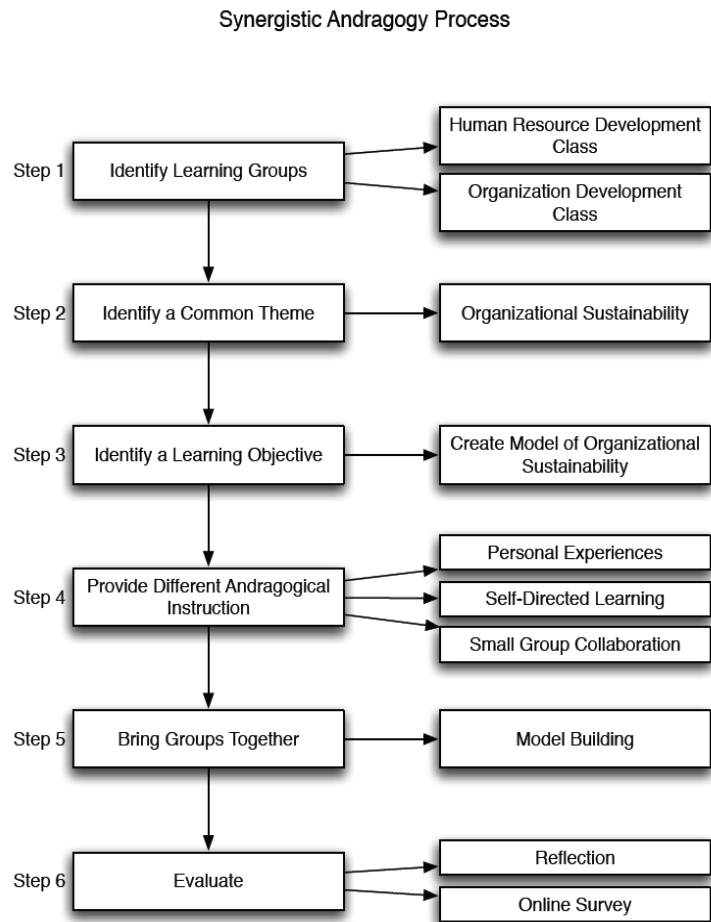 Synergistic Andragogy Process
Step 1
Identify Learning Groups
Human Resource Development
Class
Organization Development
Class
Step 2
Identify a Common Theme
Organizational Sustainability
Step 3
Identify a Learning Objective
Create Model of Organizational
Sustainability
Step 4
Provide Different Andragogical
Instruction
Personal Experiences
Self-Directed Learning
Small Group Collaboration
Step 5
Bring Groups Together
Model Building
Step 6
Evaluate
Reflection
Online Survey